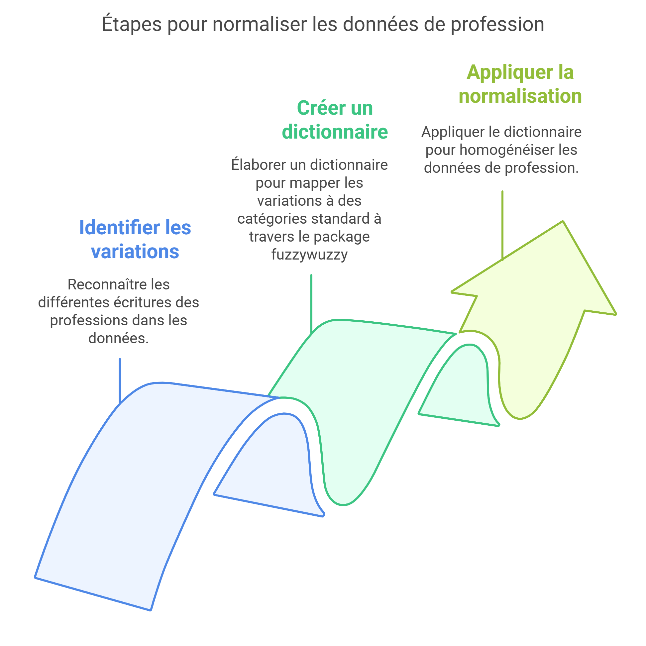 Étapes pour normaliser les données de profession
Identifier les
variations
Reconnaître les
différentes écritures des
professions dans les
données.
Créer un
dictionnaire
Élaborer un dictionnaire
pour mapper les
variations à des
catégories standard à
travers le package
fuzzywuzzy
Appliquer la
normalisation
Appliquer le dictionnaire
pour homogénéiser les
données de profession.